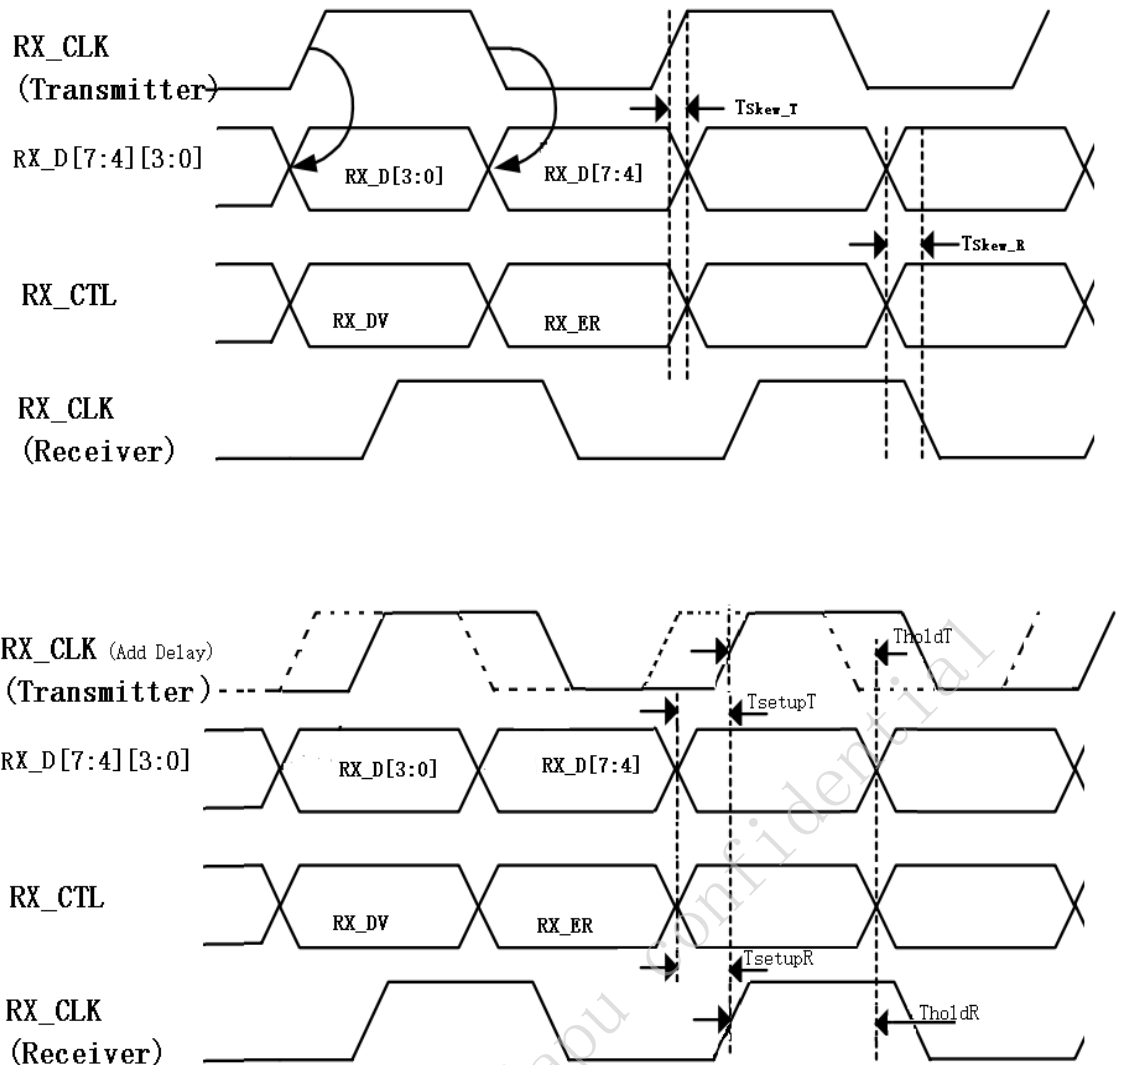 RX_CLK
(Transmitter)
TSkew_T
RX_D[7:4][3:0]
RX_D[3:0]
RX_D[7:4]
TSkew_R
RX_CTL
RX_DV
RX_ER
RX_CLK
(Receiver)
RX_CLK (Add Delay)
(Transmitter)
TholdT
TsetupT
RX_D[7:4][3:0]
RX_D[3:0]
RX_D[7:4]
RX_CTL
RX_DV
RX_ER
TsetupR
RX_CLK
(Receiver)
TholdR
confidential